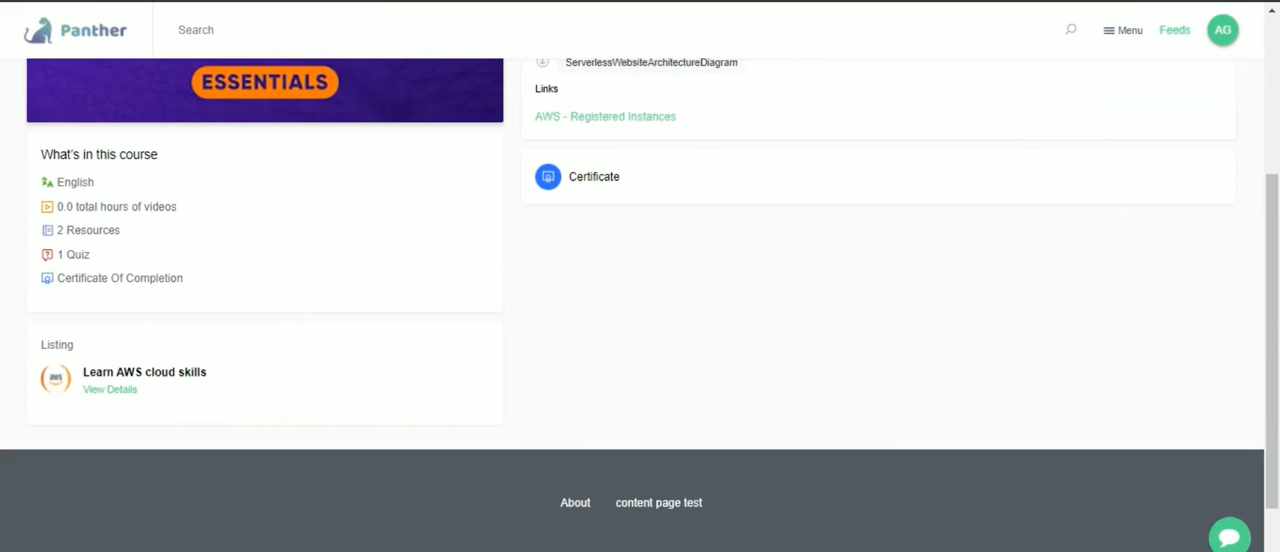 Panther
Search
Menu
Feeds
AG
ESSENTIALS
What's in this course
English
0.0 total hours of videos
2 Resources
1 Quiz
Certificate Of Completion
Listing
aws
Learn AWS cloud skills
View Details
ServerlessWebsiteArchitectureDiagram
Links
AWS - Registered Instances
Certificate
About
content page test